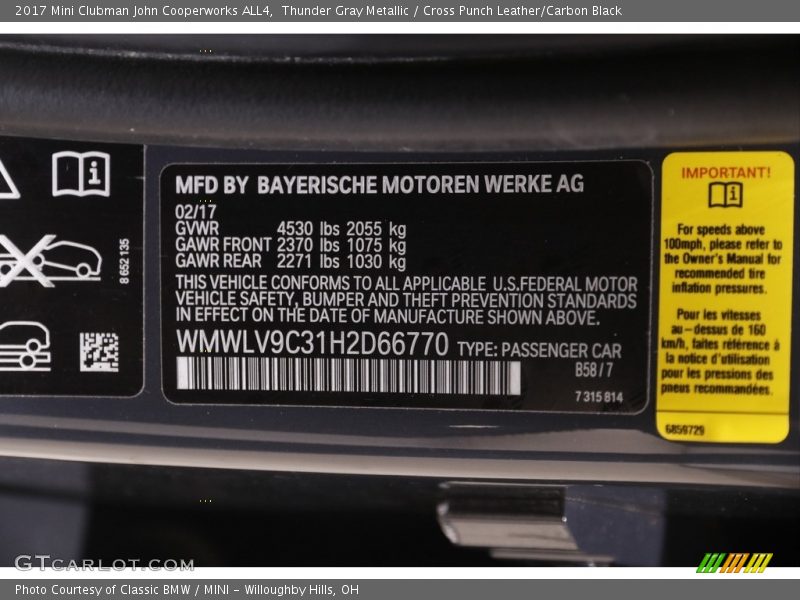 2017 Mini Clubman John Cooperworks ALL4,  Thunder Gray Metallic / Cross Punch Leather/Carbon Black
8 652 135
MFD BY BAYERISCHE MOTOREN WERKE AG
02/17
GVWR 4530 lbs 2055 kg
GAWR FRONT 2370 lbs 1075 kg
GAWR REAR 2271 lbs 1030 kg
THIS VEHICLE CONFORMS TO ALL APPLICABLE U.S.FEDERAL MOTOR
VEHICLE SAFETY, BUMPER AND THEFT PREVENTION STANDARDS
IN EFFECT ON THE DATE OF MANUFACTURE SHOWN ABOVE.
WMWLV9C31H2D66770 TYPE: PASSENGER CAR
B58 / 7
7 315 814
IMPORTANT!
For speeds above
100mph, please refer to
the Owner's Manual for
recommended tire
inflation pressures.
Pour les vitesses
au-dessus de 160
km/h, faites référence à
la notice d'utilisation
pour les pressions des
pneus recommandées.
6859729
GTCARLOT.COM
Photo Courtesy of Classic BMW / MINI - Willoughby Hills, OH